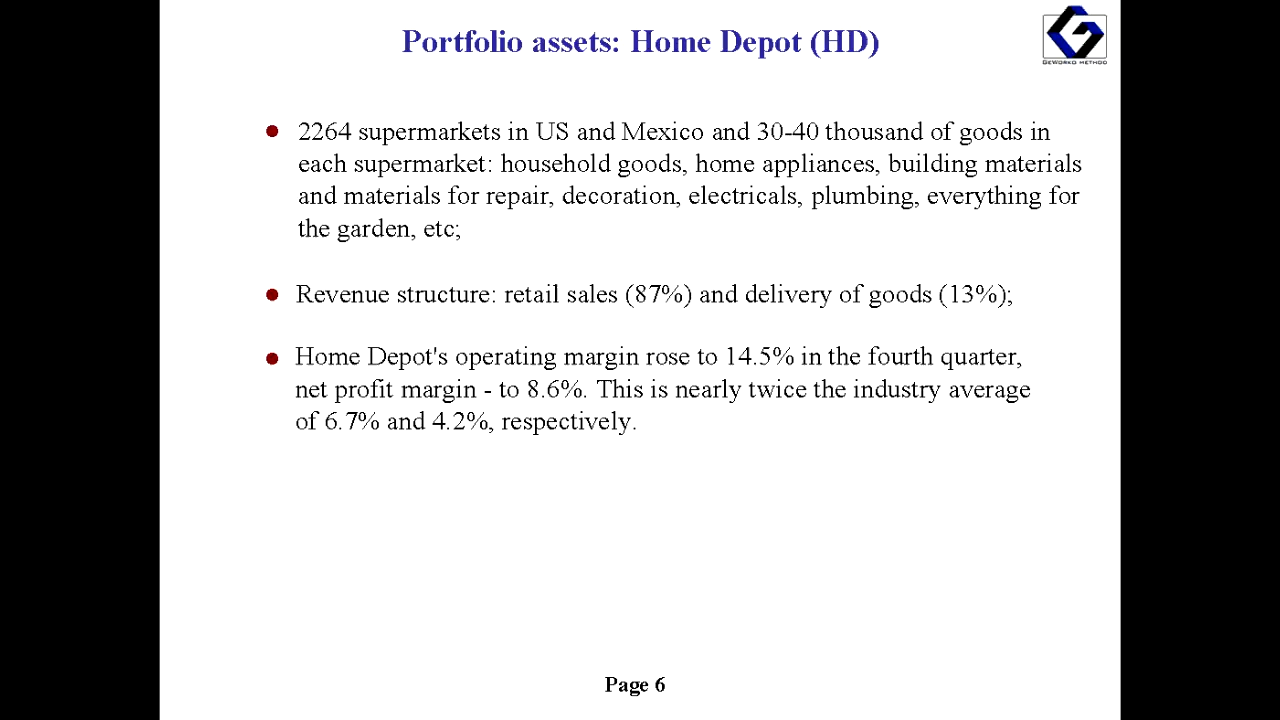 Portfolio assets: Home Depot (HD)
GEWORKO METHOD
2264 supermarkets in US and Mexico and 30-40 thousand of goods in
each supermarket: household goods, home appliances, building materials
and materials for repair, decoration, electricals, plumbing, everything for
the garden, etc;
Revenue structure: retail sales (87%) and delivery of goods (13%);
Home Depot's operating margin rose to 14.5% in the fourth quarter,
net profit margin - to 8.6%. This is nearly twice the industry average
of 6.7% and 4.2%, respectively.
Page 6